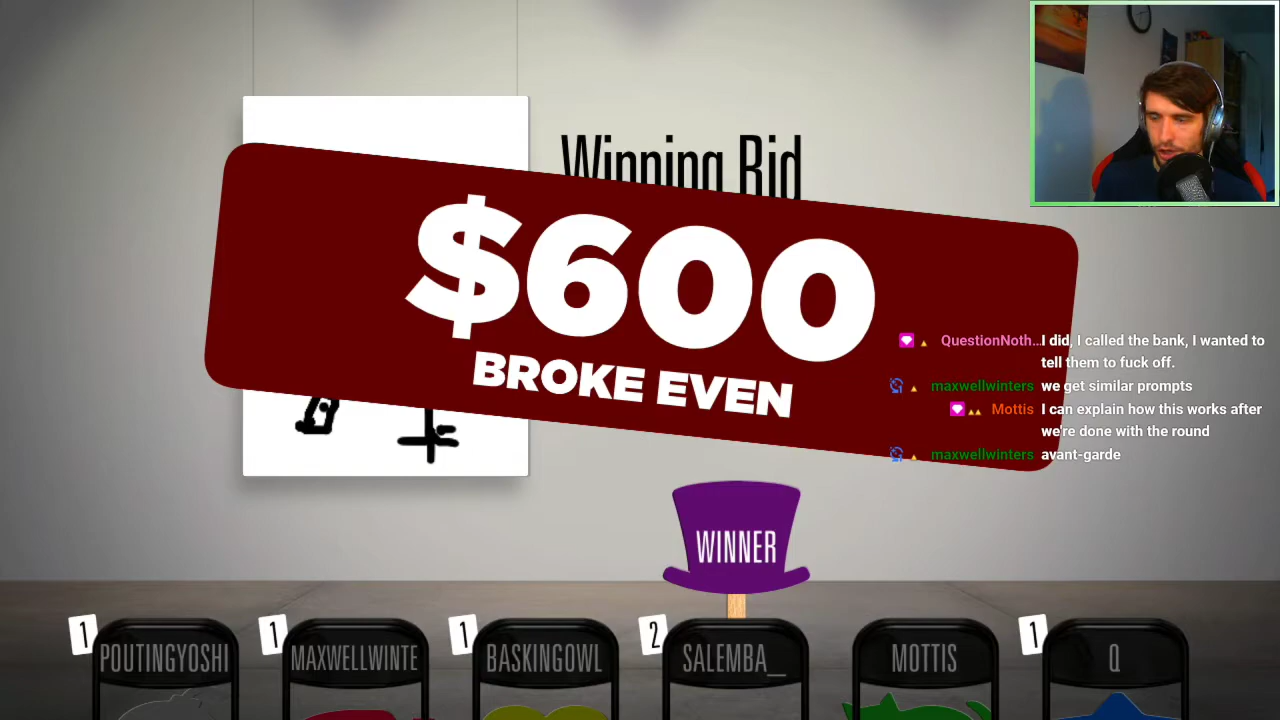 Winning Bid
$600
BROKE EVEN
QuestionNoth... I did, I called the bank, I wanted to
tell them to fuck off.
maxwellwinters we get similar prompts
Mottis I can explain how this works after
we're done with the round
maxwellwinters avant-garde
WINNER
1 POUTINGYOSHI
1 MAXWELLWINTE
1 BASKINGOWL
2 SALEMBA_
MOTTIS
1 Q